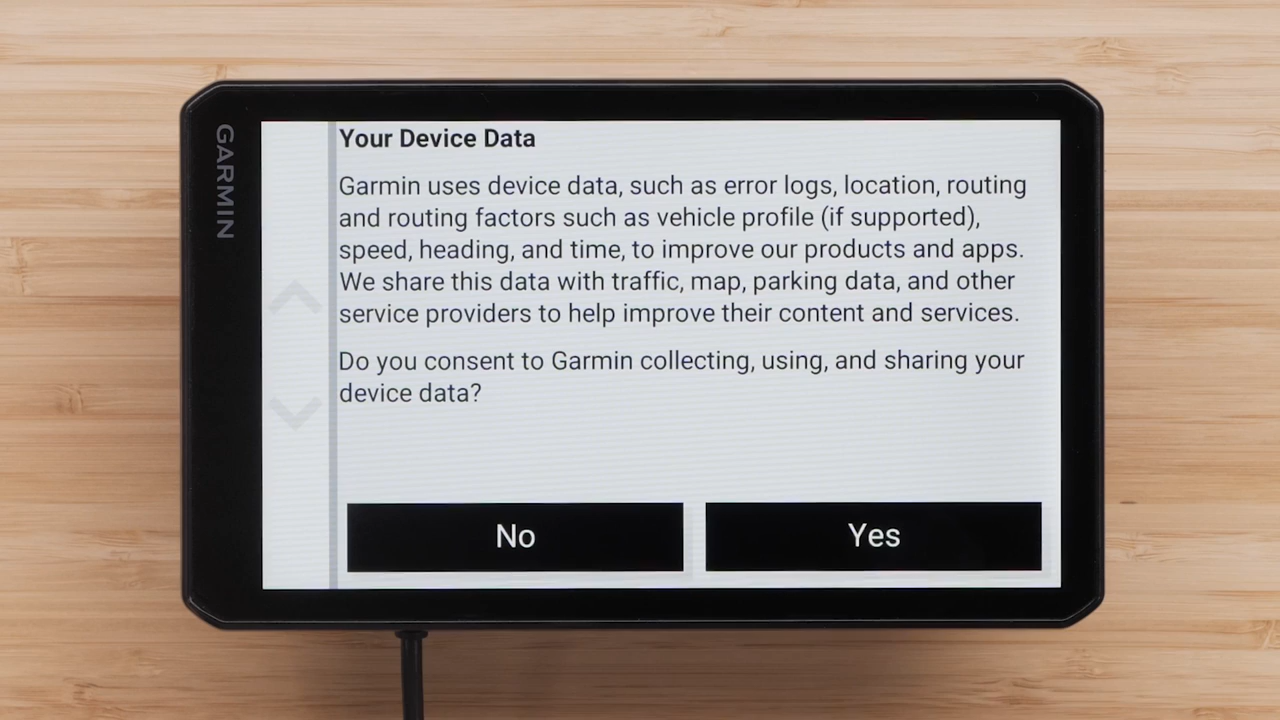 GARMIN
Your Device Data
Garmin uses device data, such as error logs, location, routing
and routing factors such as vehicle profile (if supported),
speed, heading, and time, to improve our products and apps.
We share this data with traffic, map, parking data, and other
service providers to help improve their content and services.
Do you consent to Garmin collecting, using, and sharing your
device data?
No
Yes